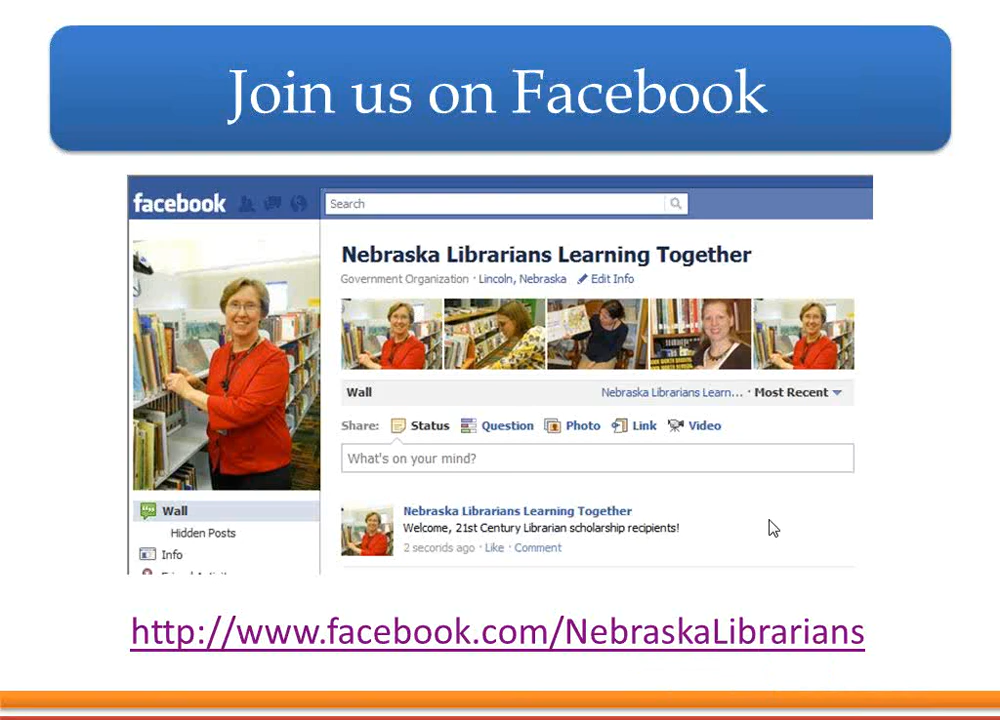 Join us on Facebook
facebook
Search
Nebraska Librarians Learning Together
Government Organization · Lincoln, Nebraska Edit Info
Wall
Nebraska Librarians Learn... · Most Recent
Share: Status Question Photo Link Video
What's on your mind?
Wall
Hidden Posts
Info
Nebraska Librarians Learning Together
Welcome, 21st Century Librarian scholarship recipients!
2 seconds ago · Like · Comment
http://www.facebook.com/NebraskaLibrarians